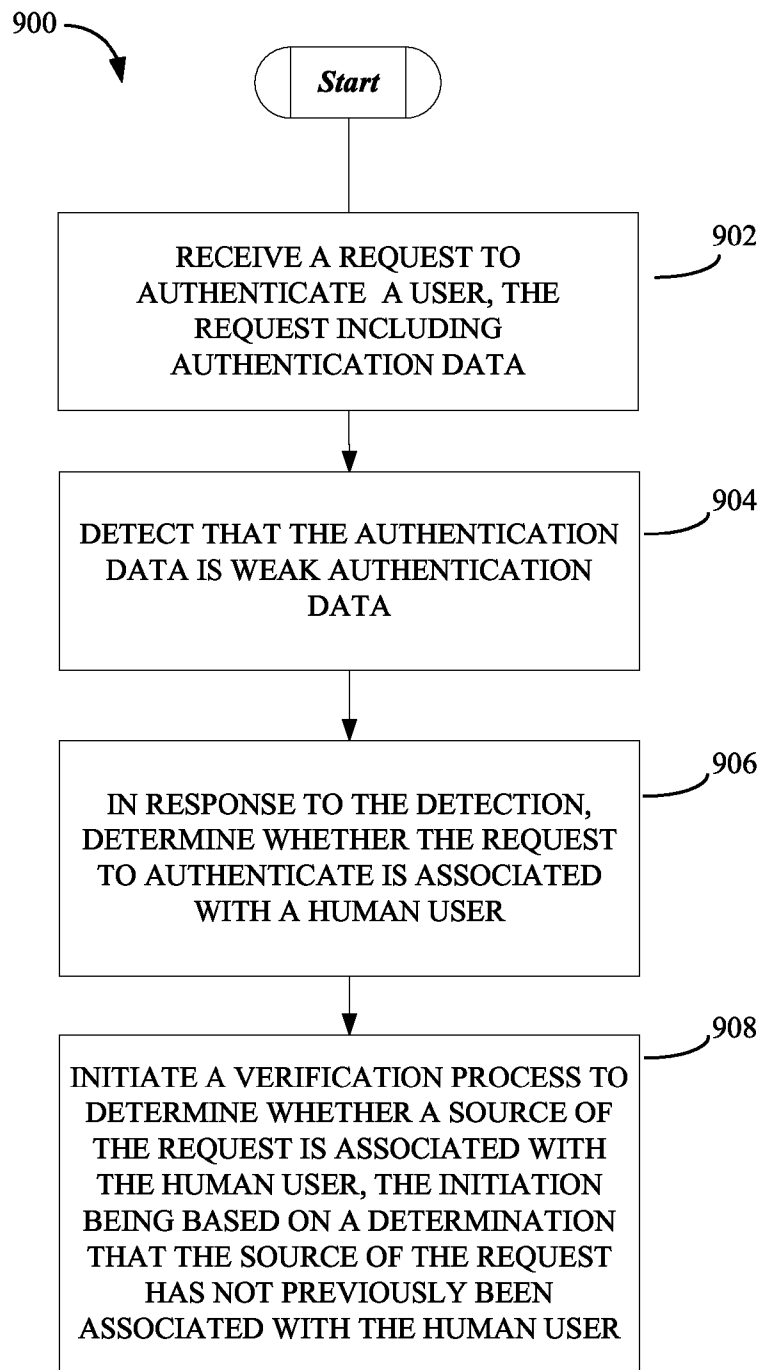 900
Start
902
RECEIVE A REQUEST TO
AUTHENTICATE A USER, THE
REQUEST INCLUDING
AUTHENTICATION DATA
904
DETECT THAT THE AUTHENTICATION
DATA IS WEAK AUTHENTICATION
DATA
906
IN RESPONSE TO THE DETECTION,
DETERMINE WHETHER THE REQUEST
TO AUTHENTICATE IS ASSOCIATED
WITH A HUMAN USER
908
INITIATE A VERIFICATION PROCESS TO
DETERMINE WHETHER A SOURCE OF
THE REQUEST IS ASSOCIATED WITH
THE HUMAN USER, THE INITIATION
BEING BASED ON A DETERMINATION
THAT THE SOURCE OF THE REQUEST
HAS NOT PREVIOUSLY BEEN
ASSOCIATED WITH THE HUMAN USER